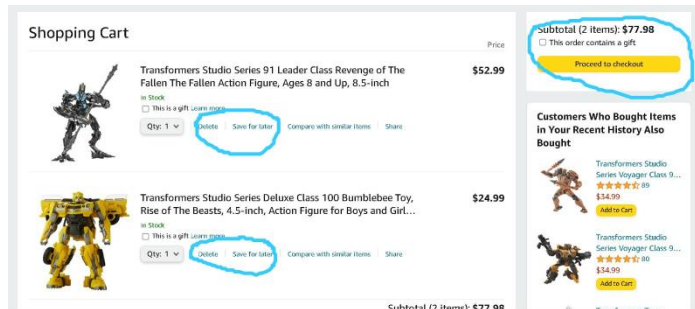 Shopping Cart
Price
Transformers Studio Series 91 Leader Class Revenge of The
Fallen The Fallen Action Figure, Ages 8 and Up, 8.5-inch
$52.99
In Stock
This is a gift Learn more
Qty: 1 Delete Save for later Compare with similar items Share
Transformers Studio Series Deluxe Class 100 Bumblebee Toy,
Rise of The Beasts, 4.5-inch, Action Figure for Boys and Girl...
$24.99
In Stock
This is a gift Learn more
Qty: 1 Delete Save for later Compare with similar items Share
Subtotal (2 items): $77.98
Subtotal (2 items): $77.98
This order contains a gift
Proceed to checkout
Customers Who Bought Items
in Your Recent History Also
Bought
Transformers Studio
Series Voyager Class 9...
89
$34.99
Add to Cart
Transformers Studio
Series Voyager Class 9...
80
$34.99
Add to Cart